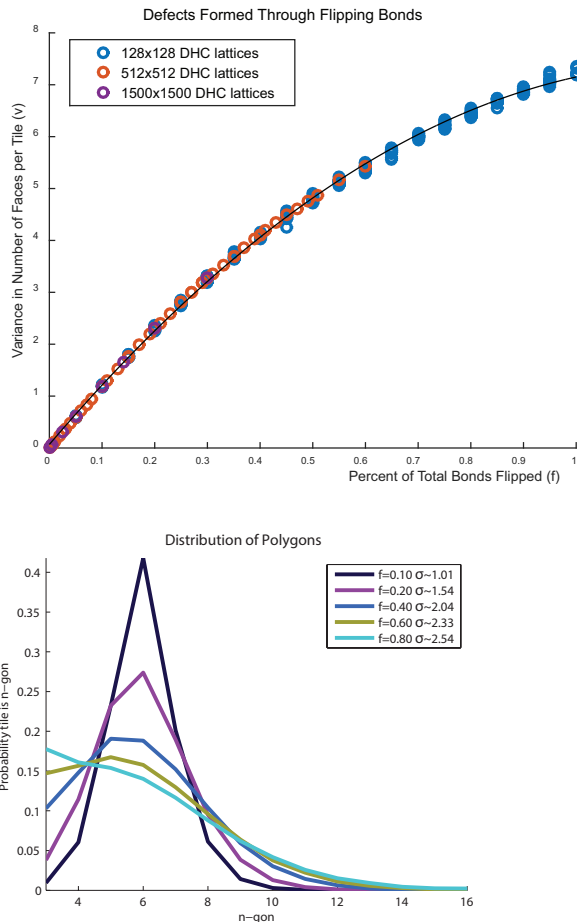 Defects Formed Through Flipping Bonds
128x128 DHC lattices
512x512 DHC lattices
1500x1500 DHC lattices
Variance in Number of Faces per Tile (v)
8
7
6
5
4
3
2
1
0
0 0.1 0.2 0.3 0.4 0.5 0.6 0.7 0.8 0.9 1
Percent of Total Bonds Flipped (f)
Distribution of Polygons
f=0.10 σ~1.01
f=0.20 σ~1.54
f=0.40 σ~2.04
f=0.60 σ~2.33
f=0.80 σ~2.54
Probability tile is n−gon
0.4
0.35
0.3
0.25
0.2
0.15
0.1
0.05
0
4 6 8 10 12 14 16
n−gon